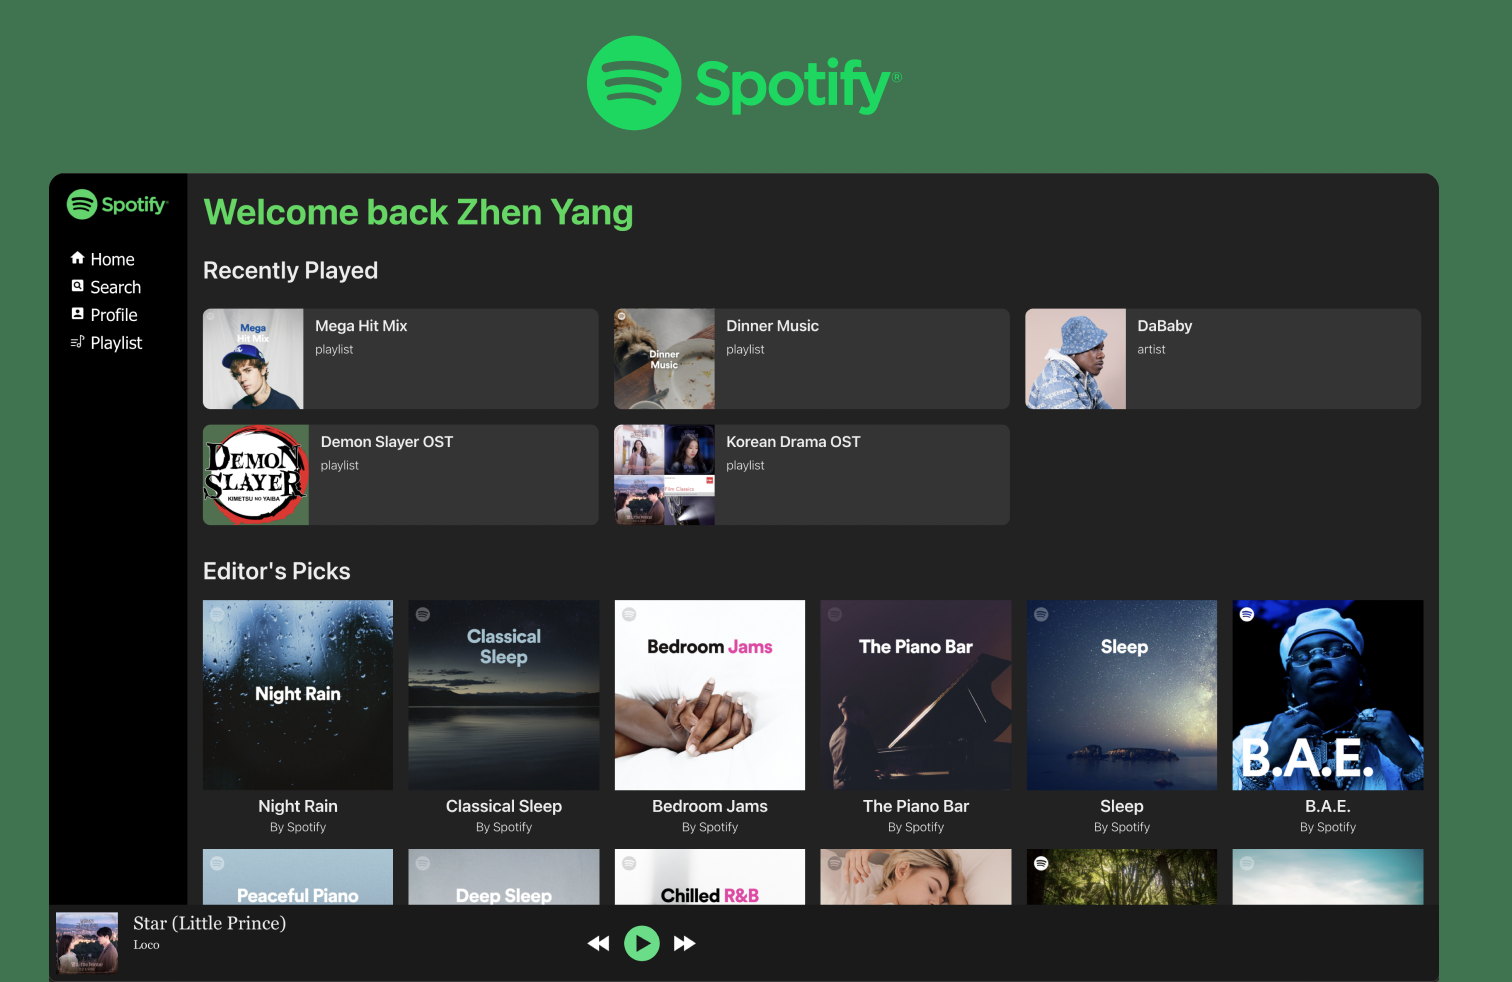 Spotify®
Spotify
Welcome back Zhen Yang
Home
Search
Profile
Playlist
Recently Played
Mega
Hit Mix
Mega Hit Mix
playlist
Dinner
Music
Dinner Music
playlist
DaBaby
artist
DEMON
SLAYER
KIMETSU NO YAIBA
Demon Slayer OST
playlist
Film Classics
Korean Drama OST
playlist
Editor's Picks
Night Rain
Classical
Sleep
Bedroom Jams
The Piano Bar
Sleep
B.A.E.
Night Rain
By Spotify
Classical Sleep
By Spotify
Bedroom Jams
By Spotify
The Piano Bar
By Spotify
Sleep
By Spotify
B.A.E.
By Spotify
Peaceful Piano
Deep Sleep
Chilled R&B
Star (Little Prince)
Loco